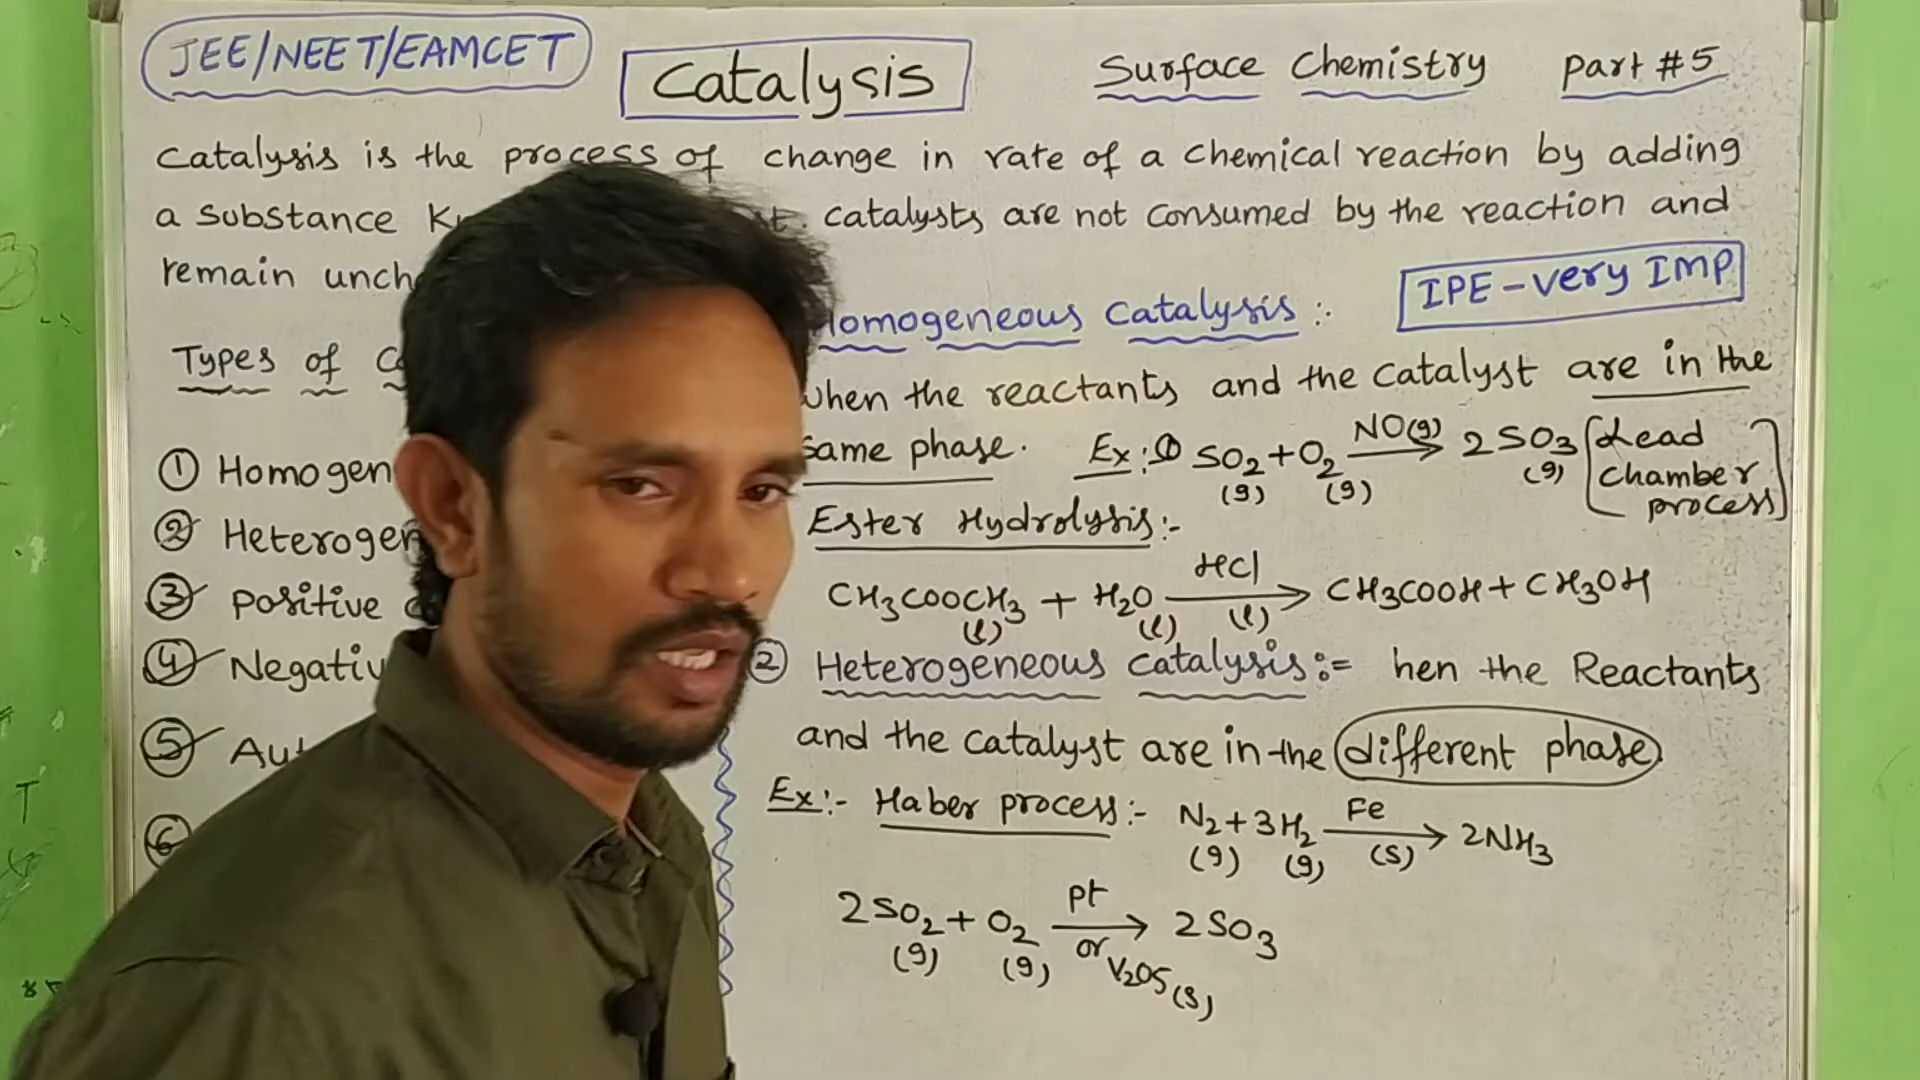 JEE/NEET/EAMCET
Catalysis
Surface Chemistry Part #5
Catalysis is the process of change in rate of a chemical reaction by adding
a substance catalysts are not consumed by the reaction and
remain
Homogeneous Catalysis :-
IPE - very IMP
Types of
when the reactants and the catalyst are in the
same phase. Ex:① SO₂(g) + O₂(g) —NO(g)→ 2SO₃(g) [Lead chamber process]
① Homogen
Ester Hydrolysis:-
② Heterogen
CH₃COOCH₃(l) + H₂O(l) —HCl(l)→ CH₃COOH + CH₃OH
③ positive
② Heterogeneous Catalysis:= hen the Reactants
④ Negativ
and the catalyst are in the different phase.
⑤ Aut
Ex:- Haber process:- N₂(g) + 3H₂(g) —Fe(s)→ 2NH₃
⑥
2SO₂(g) + O₂(g) —pt or V₂O₅(s)→ 2SO₃